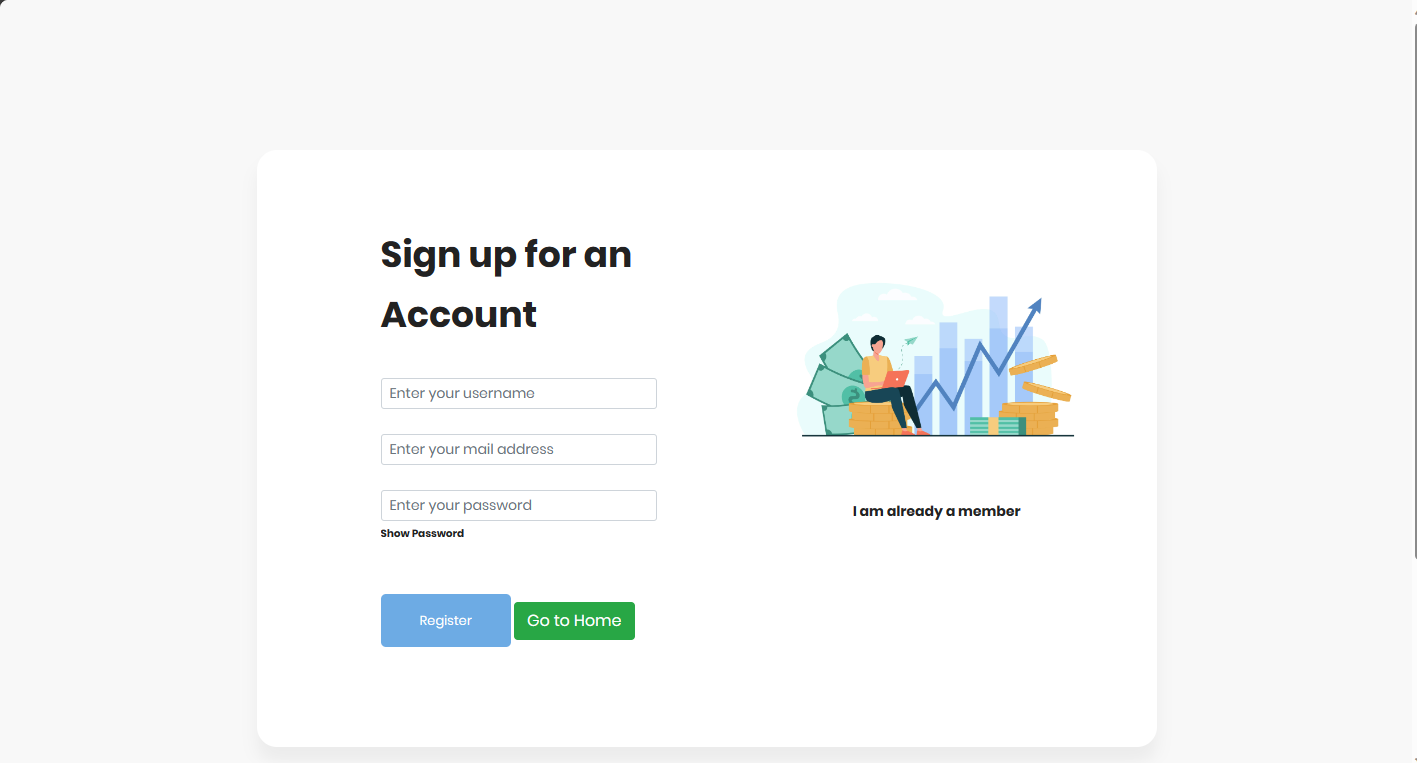 Sign up for an
Account
Enter your username
Enter your mail address
Enter your password
Show Password
Register
Go to Home
I am already a member